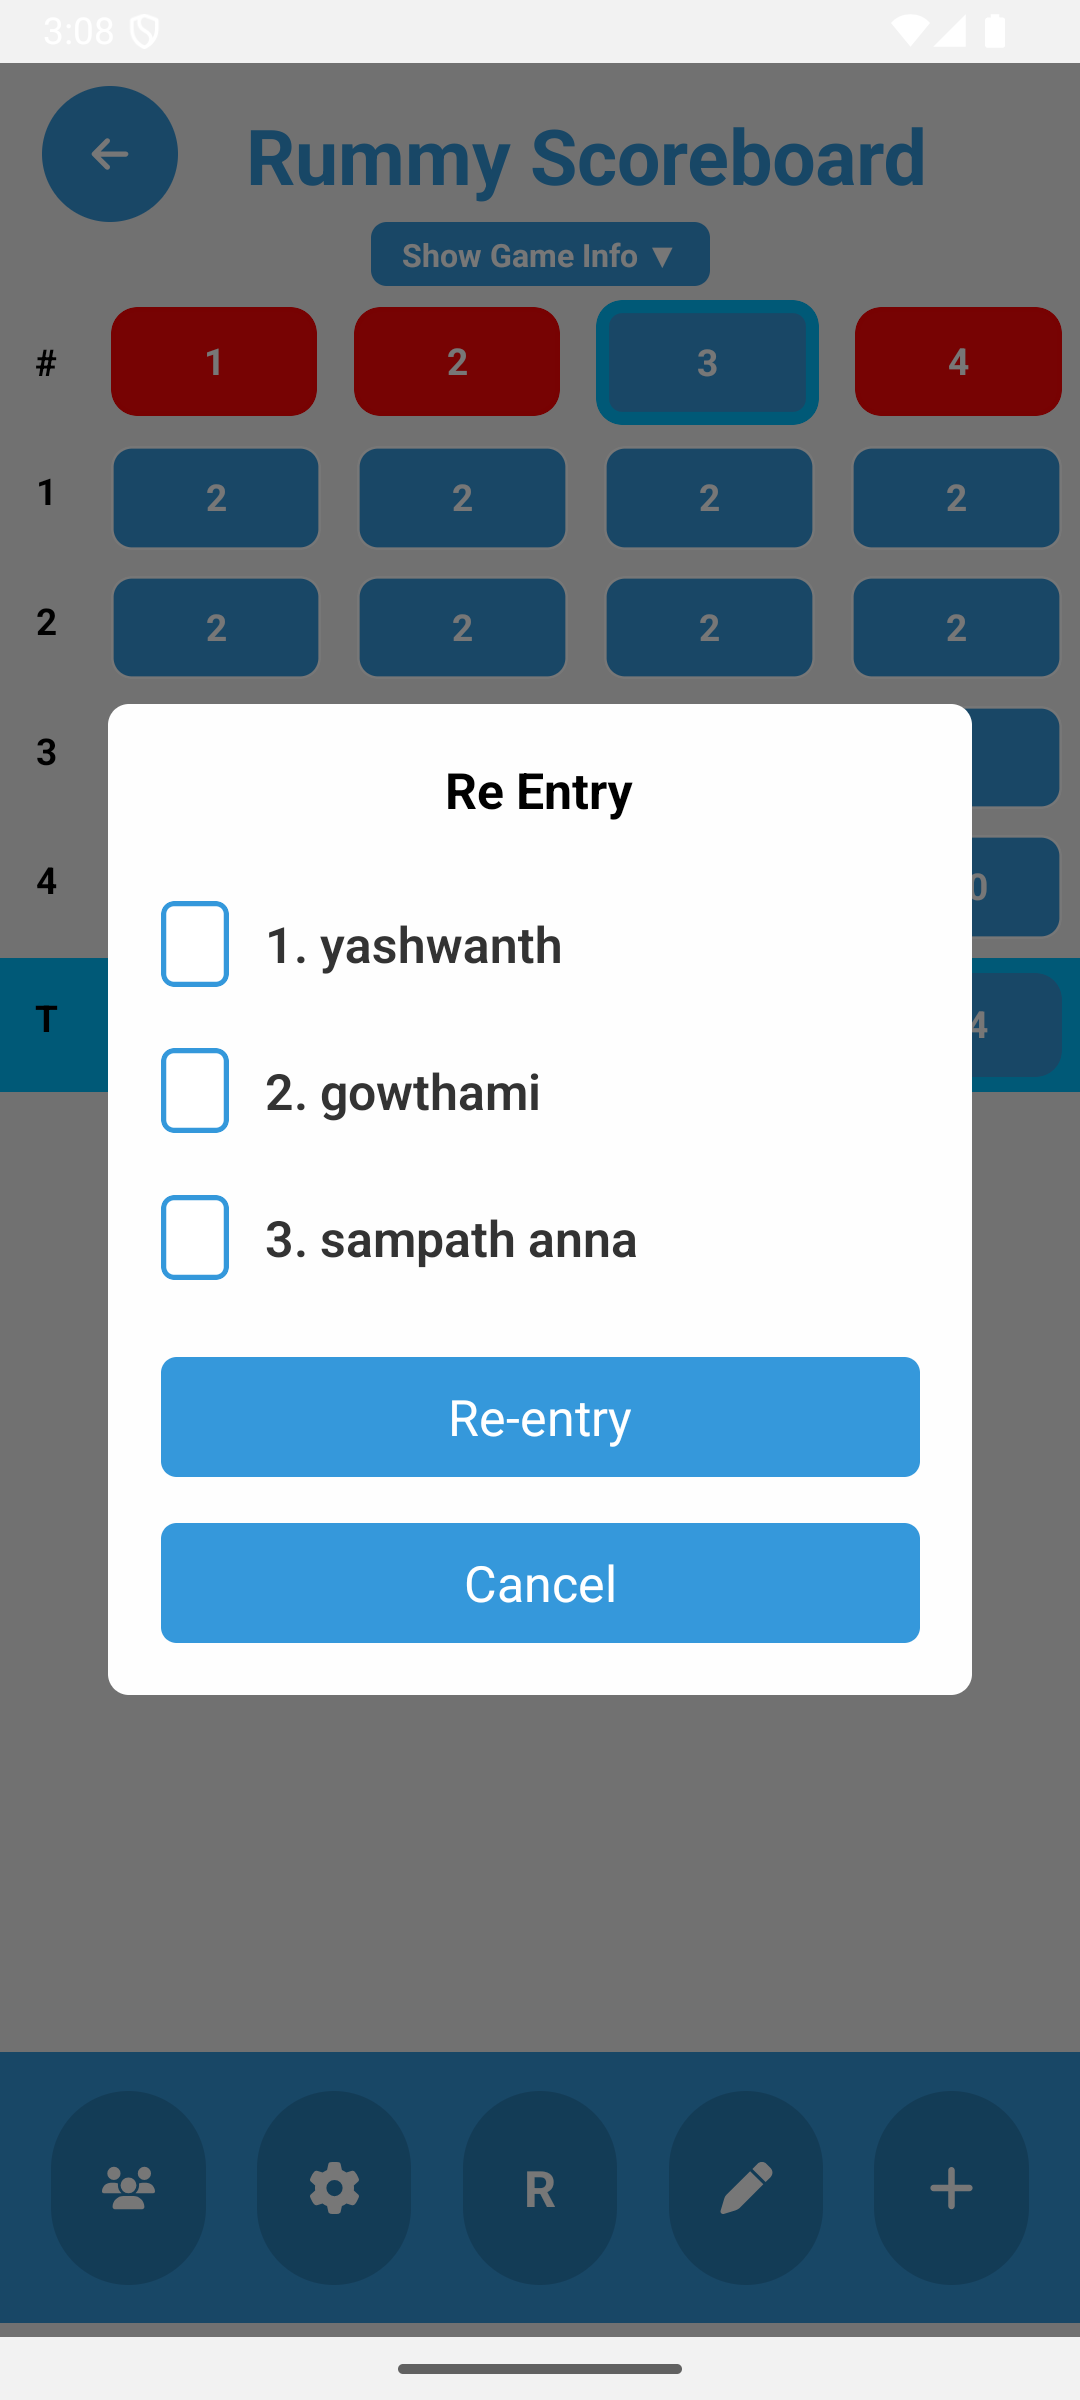 3:08
Rummy Scoreboard
Show Game Info ▼
# 1 2 3 4
1 2 2 2 2
2 2 2 2 2
3
Re Entry
4 0
1. yashwanth
T 4
2. gowthami
3. sampath anna
Re-entry
Cancel
R